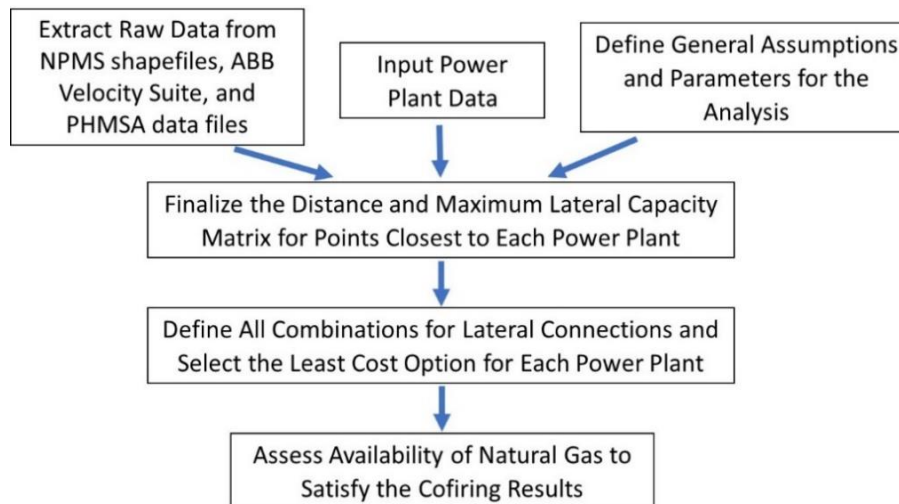 Extract Raw Data from
NPMS shapefiles, ABB
Velocity Suite, and
PHMSA data files
Input Power
Plant Data
Define General Assumptions
and Parameters for the
Analysis
Finalize the Distance and Maximum Lateral Capacity
Matrix for Points Closest to Each Power Plant
Define All Combinations for Lateral Connections and
Select the Least Cost Option for Each Power Plant
Assess Availability of Natural Gas to
Satisfy the Cofiring Results